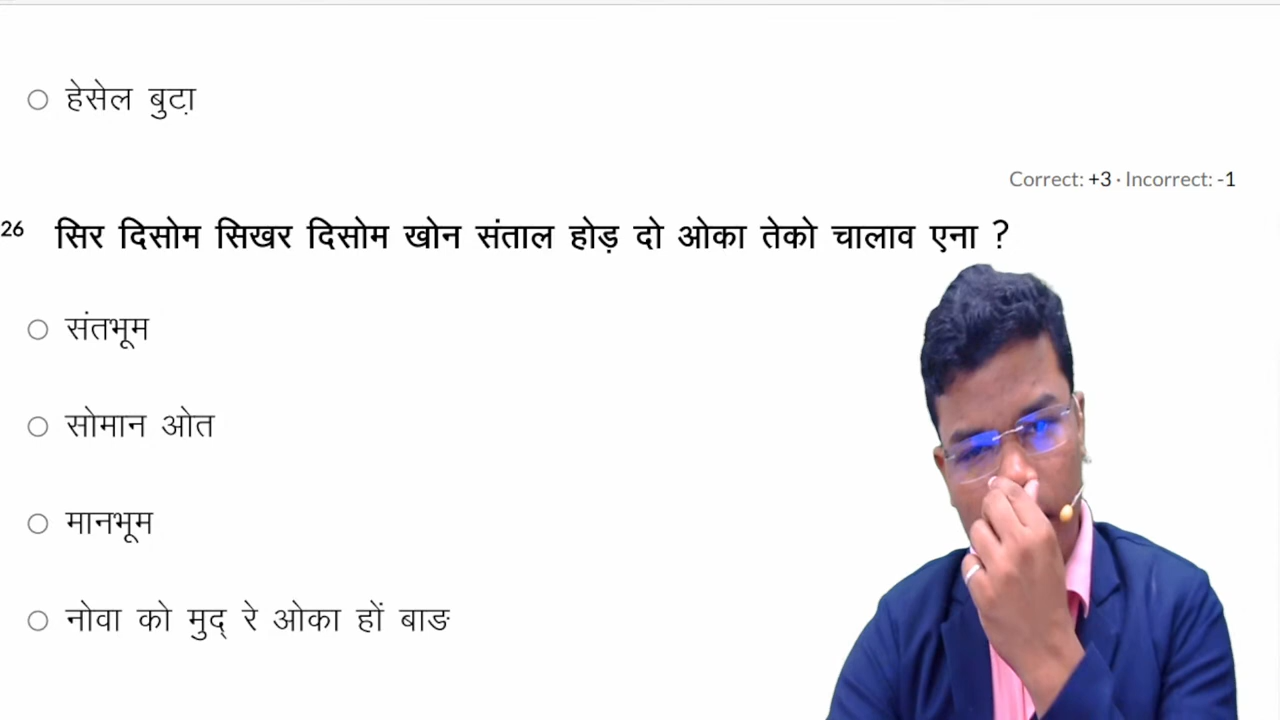 हेसेल बुटा़
Correct: +3 · Incorrect: -1
26 सिर दिसोम सिखर दिसोम खोन संताल होड़ दो ओका तेको चालाव एना ?
संतभूम
सोमान ओत
मानभूम
नोवा को मुद् रे ओका हों बाङ